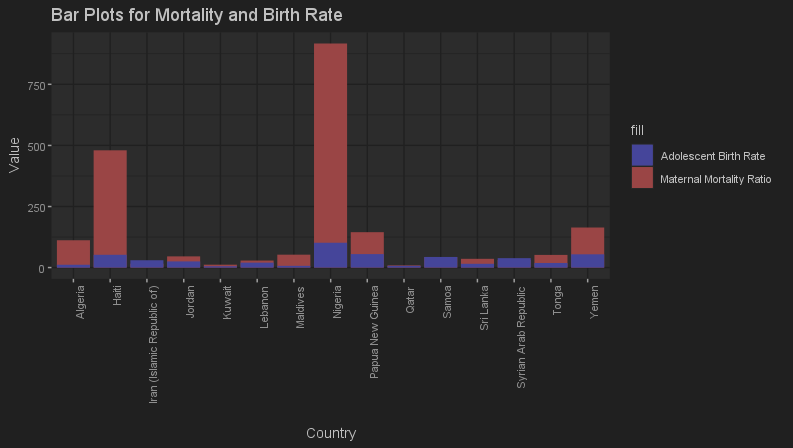 Bar Plots for Mortality and Birth Rate
Value
750
500
250
0
Algeria
Haiti
Iran (Islamic Republic of)
Jordan
Kuwait
Lebanon
Maldives
Nigeria
Papua New Guinea
Qatar
Samoa
Sri Lanka
Syrian Arab Republic
Tonga
Yemen
Country
fill
Adolescent Birth Rate
Maternal Mortality Ratio